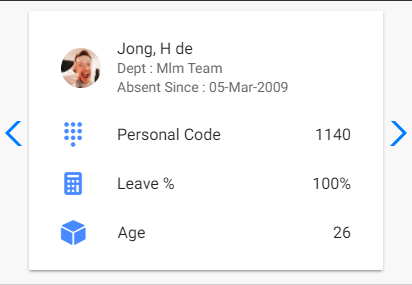 Jong, H de
Dept : Mlm Team
Absent Since : 05-Mar-2009
Personal Code 1140
Leave % 100%
Age 26